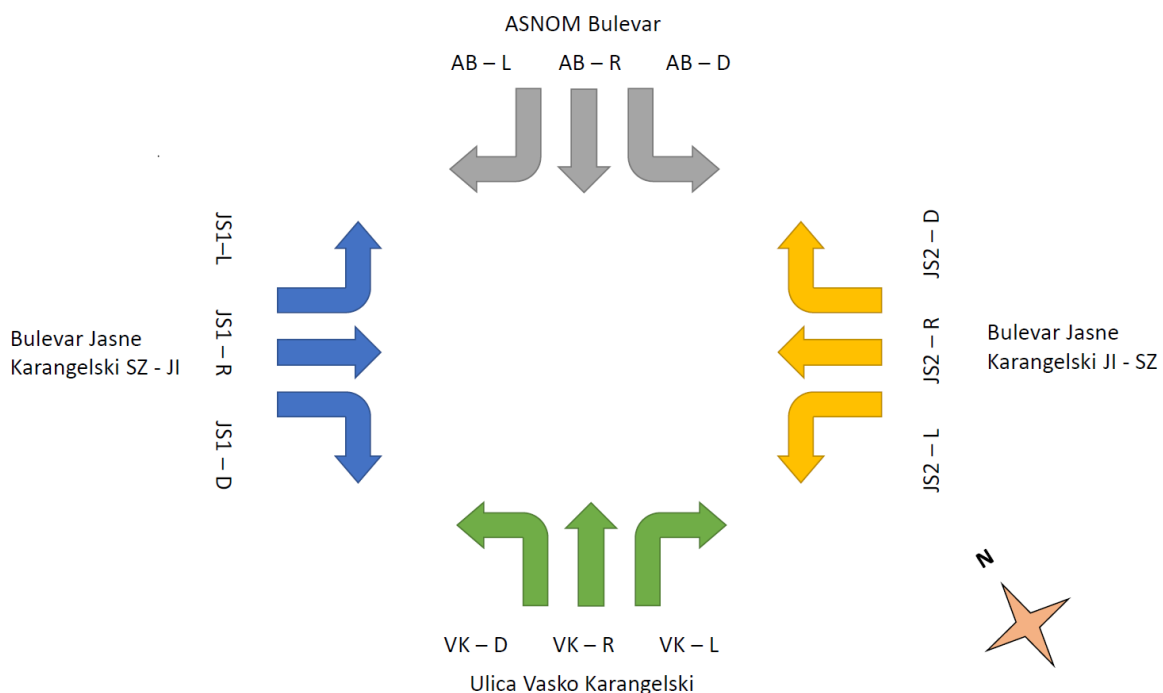 ASNOM Bulevar
AB – L AB – R AB – D
JS1–L
JS1 – R
JS1 – D
Bulevar Jasne
Karangelski SZ - JI
JS2 – D
JS2 – R
JS2 – L
Bulevar Jasne
Karangelski JI - SZ
N
VK – D VK – R VK – L
Ulica Vasko Karangelski